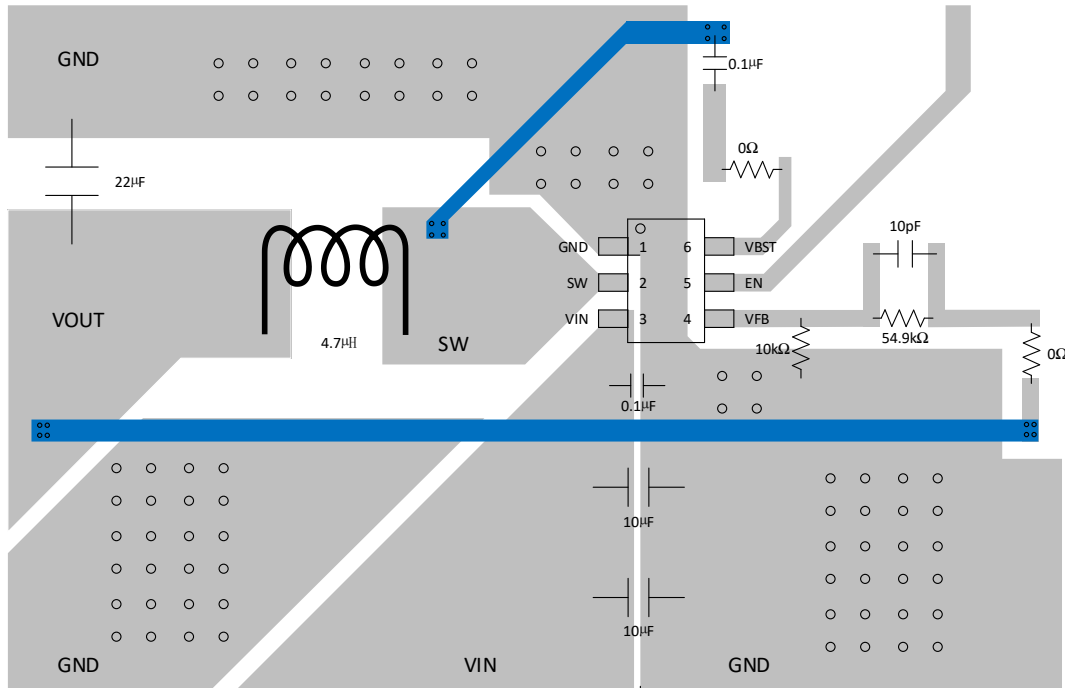 GND
0.1μF
0Ω
22μF
10pF
GND 1 6 VBST
SW 2 5 EN
VIN 3 4 VFB
VOUT
4.7μH
SW
10kΩ
54.9kΩ
0Ω
0.1μF
10μF
10μF
GND
VIN
GND